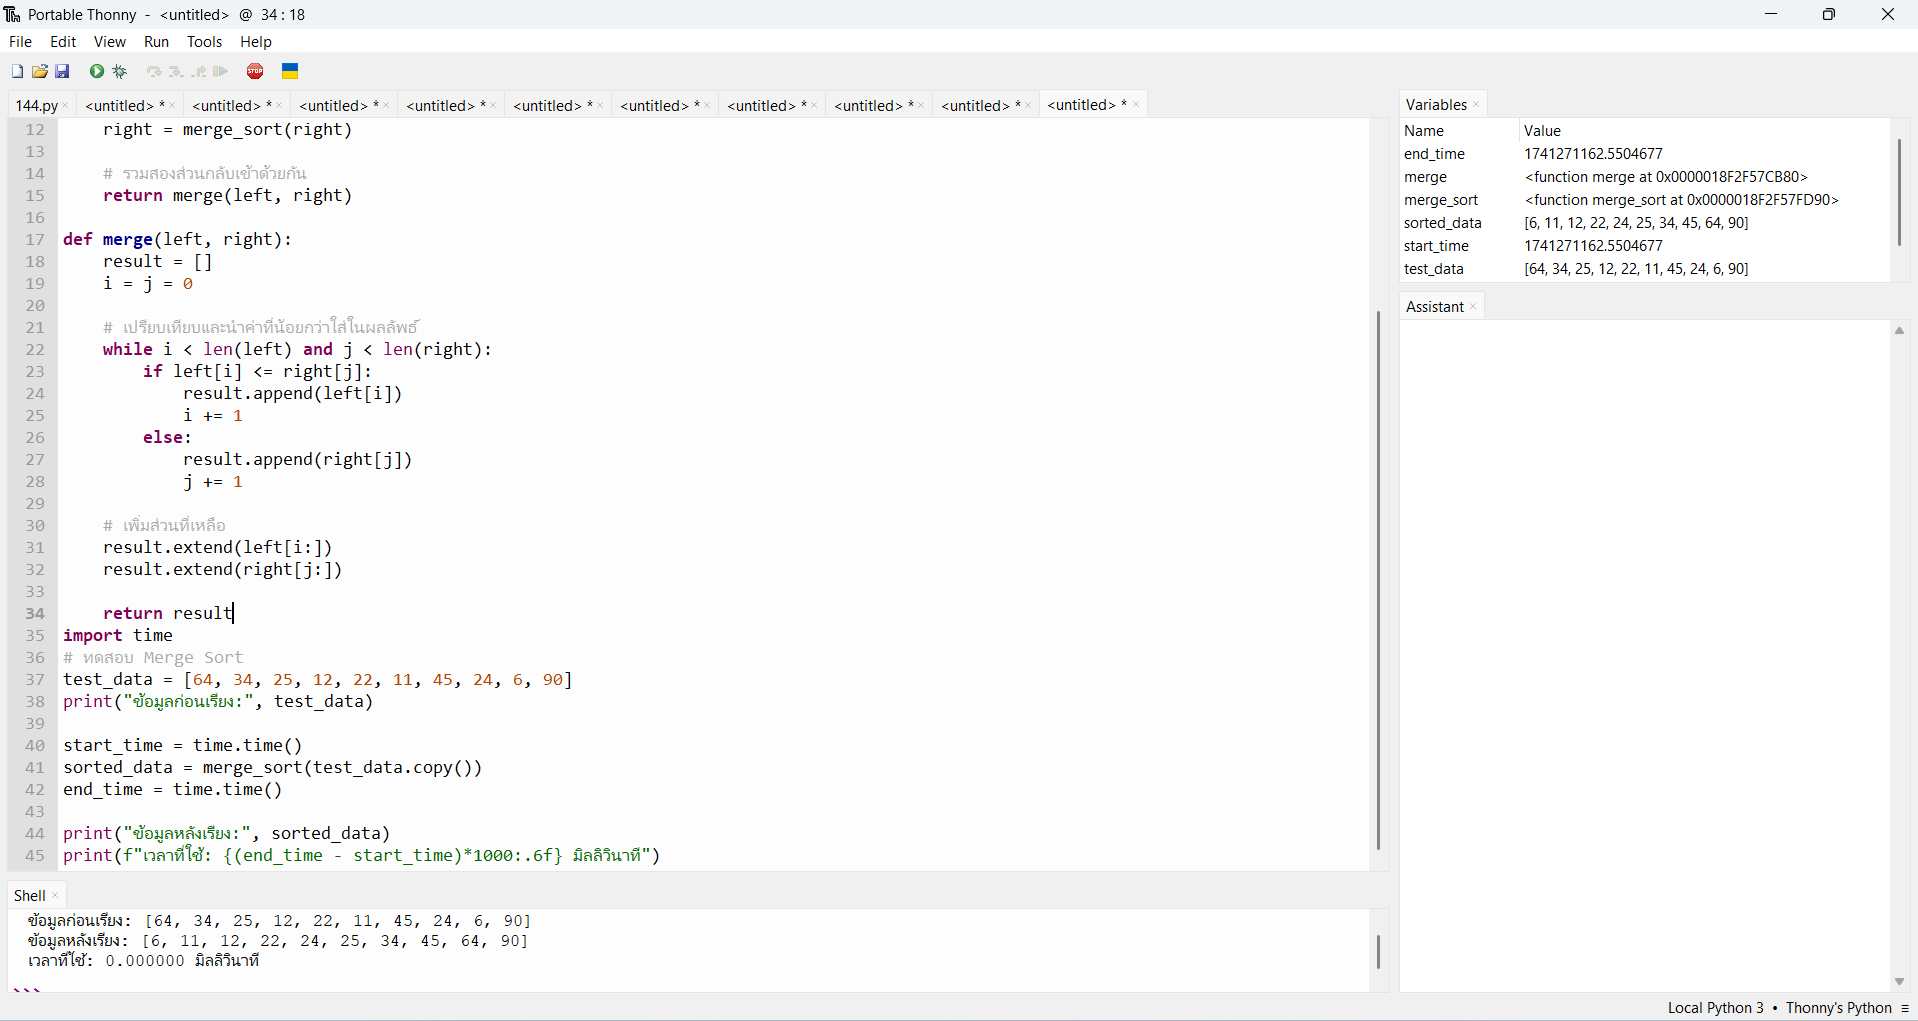 Portable Thonny - <untitled> @ 34 : 18
File Edit View Run Tools Help
STOP
144.py <untitled> * <untitled> * <untitled> * <untitled> * <untitled> * <untitled> * <untitled> * <untitled> * <untitled> * <untitled> *
12 right = merge_sort(right)
13
14 # รวมสองส่วนกลับเข้าด้วยกัน
15 return merge(left, right)
16
17 def merge(left, right):
18 result = []
19 i = j = 0
20
21 # เปรียบเทียบและนำค่าที่น้อยกว่าใส่ในผลลัพธ์
22 while i < len(left) and j < len(right):
23 if left[i] <= right[j]:
24 result.append(left[i])
25 i += 1
26 else:
27 result.append(right[j])
28 j += 1
29
30 # เพิ่มส่วนที่เหลือ
31 result.extend(left[i:])
32 result.extend(right[j:])
33
34 return result
35 import time
36 # ทดสอบ Merge Sort
37 test_data = [64, 34, 25, 12, 22, 11, 45, 24, 6, 90]
38 print("ข้อมูลก่อนเรียง:", test_data)
39
40 start_time = time.time()
41 sorted_data = merge_sort(test_data.copy())
42 end_time = time.time()
43
44 print("ข้อมูลหลังเรียง:", sorted_data)
45 print(f"เวลาที่ใช้: {(end_time - start_time)*1000:.6f} มิลลิวินาที")
Shell
ข้อมูลก่อนเรียง: [64, 34, 25, 12, 22, 11, 45, 24, 6, 90]
ข้อมูลหลังเรียง: [6, 11, 12, 22, 24, 25, 34, 45, 64, 90]
เวลาที่ใช้: 0.000000 มิลลิวินาที
>>>
Variables
Name Value
end_time 1741271162.5504677
merge <function merge at 0x0000018F2F57CB80>
merge_sort <function merge_sort at 0x0000018F2F57FD90>
sorted_data [6, 11, 12, 22, 24, 25, 34, 45, 64, 90]
start_time 1741271162.5504677
test_data [64, 34, 25, 12, 22, 11, 45, 24, 6, 90]
Assistant
Local Python 3 • Thonny's Python ≡